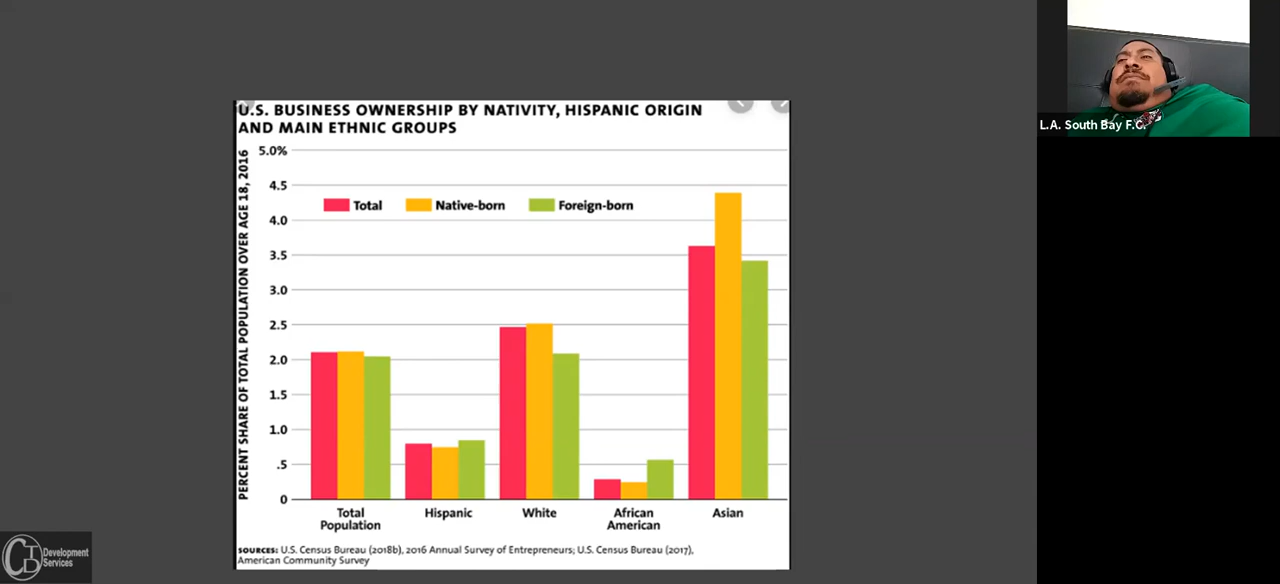 U.S. BUSINESS OWNERSHIP BY NATIVITY, HISPANIC ORIGIN
AND MAIN ETHNIC GROUPS
PERCENT SHARE OF TOTAL POPULATION OVER AGE 18, 2016
5.0%
4.5
4.0
3.5
3.0
2.5
2.0
1.5
1.0
.5
0
Total
Native-born
Foreign-born
Total
Population
Hispanic
White
African
American
Asian
SOURCES: U.S. Census Bureau (2018b), 2016 Annual Survey of Entrepreneurs; U.S. Census Bureau (2017),
American Community Survey
L.A. South Bay F.C.
CTD
Development
Services